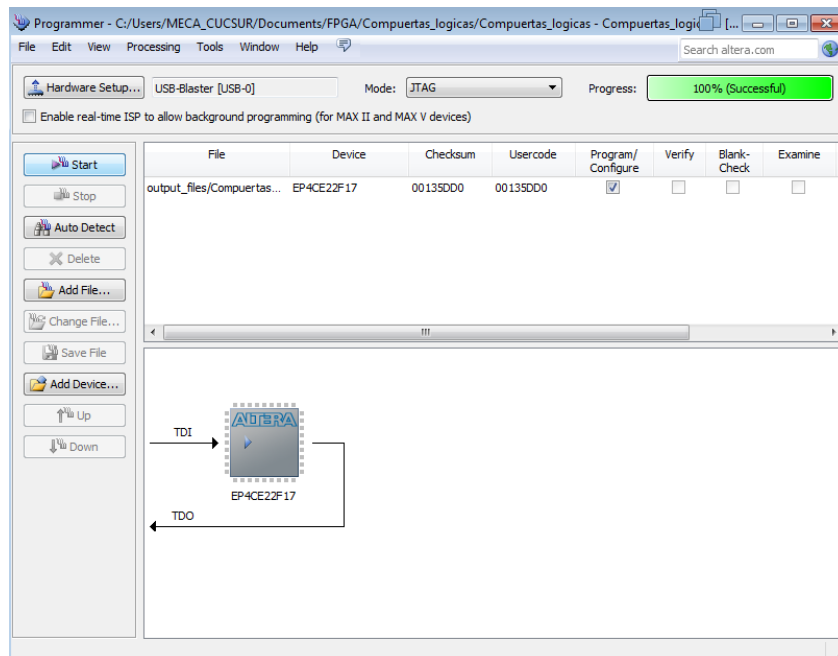 Programmer - C:/Users/MECA_CUCSUR/Documents/FPGA/Compuertas_logicas/Compuertas_logicas - Compuertas_logic [...
File Edit View Processing Tools Window Help
Search altera.com
Hardware Setup... USB-Blaster [USB-0] Mode: JTAG Progress: 100% (Successful)
Enable real-time ISP to allow background programming (for MAX II and MAX V devices)
Start
Stop
Auto Detect
Delete
Add File...
Change File...
Save File
Add Device...
Up
Down
File Device Checksum Usercode Program/ Verify Blank- Examine
Configure Check
output_files/Compuertas... EP4CE22F17 00135DD0 00135DD0
TDI
ALTERA
EP4CE22F17
TDO